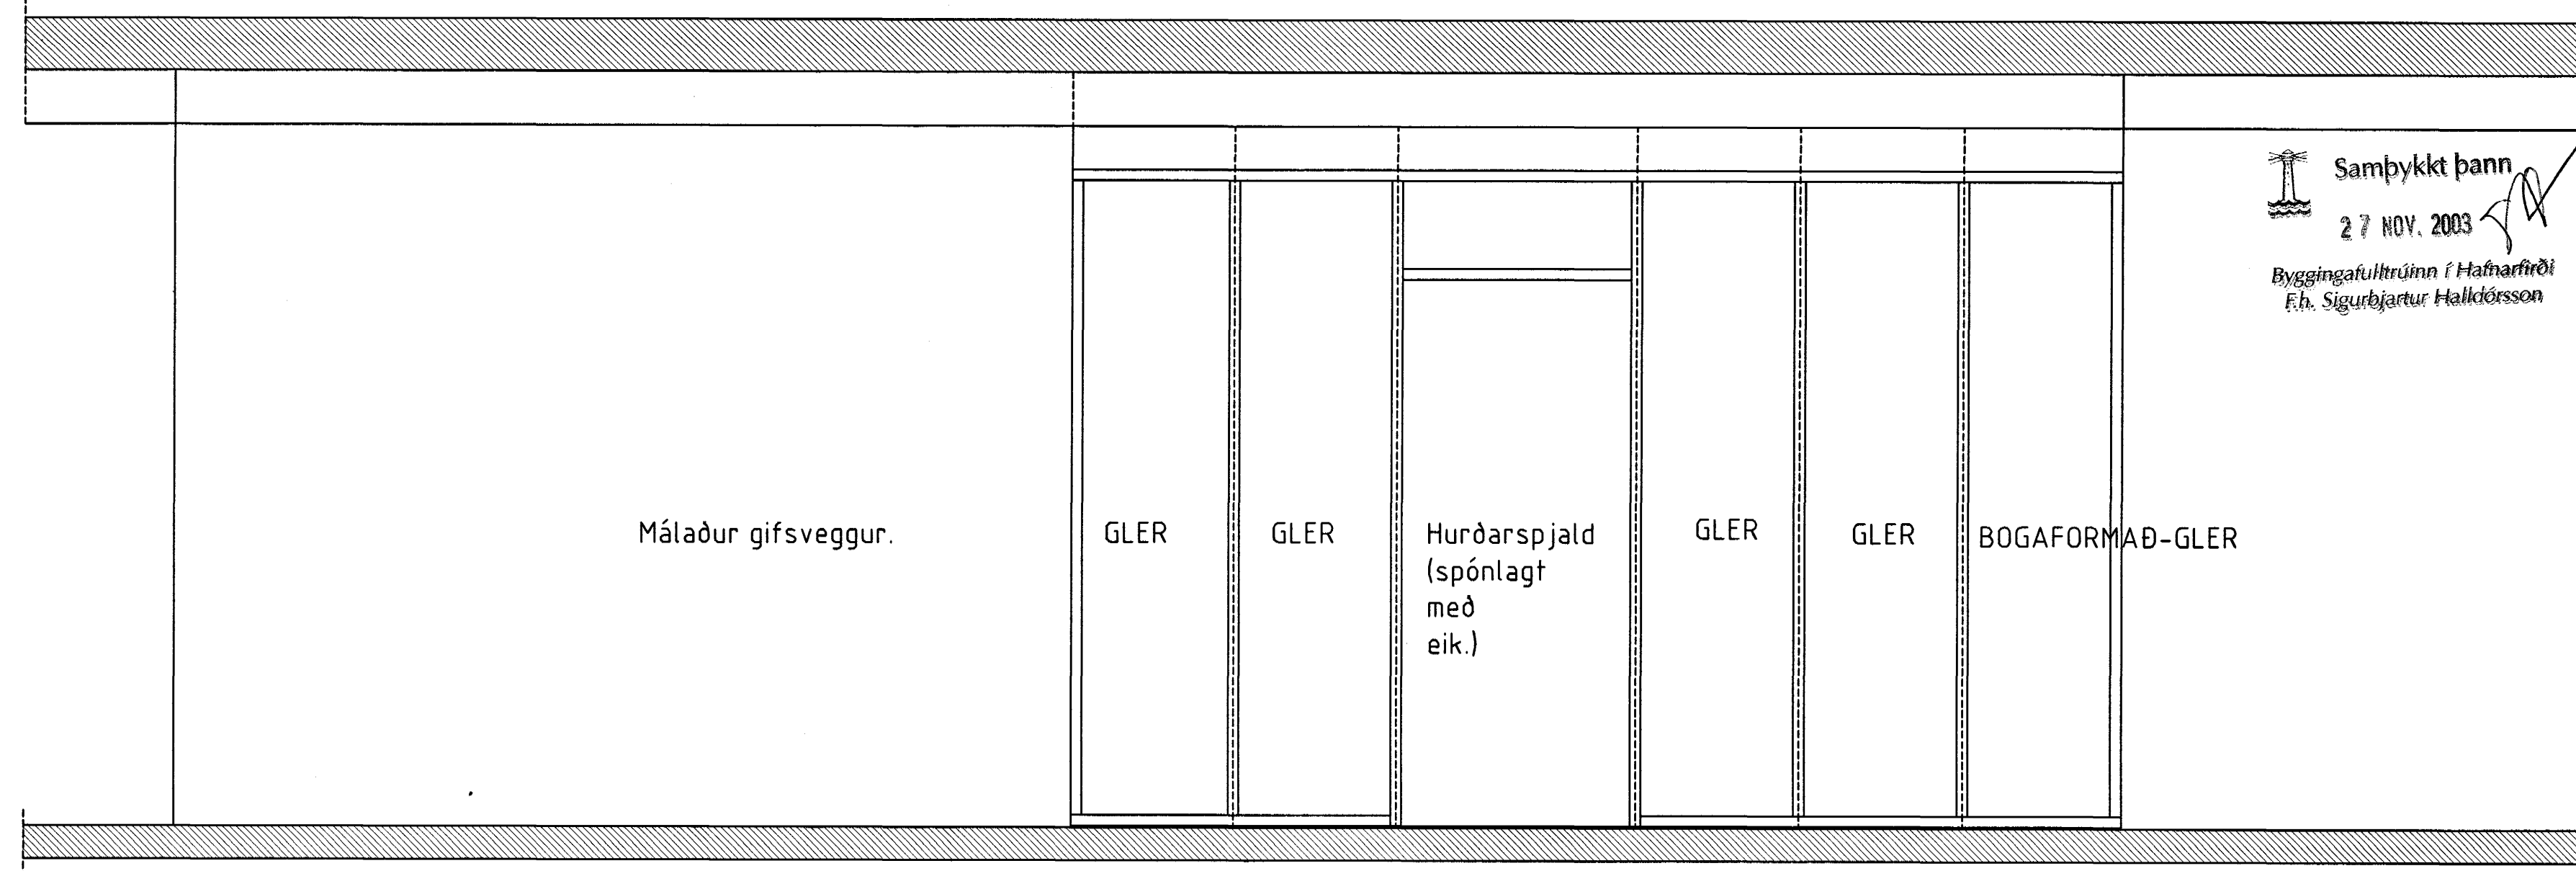 Samþykkt þann
27 NOV. 2003
Byggingafulltrúinn í Hafnarfirði
F.h. Sigurbjartur Halldórsson
Málaður gifsveggur.
GLER
GLER
Hurðarspjald
(spónlagt
með
eik.)
GLER
GLER
BOGAFORMAÐ-GLER